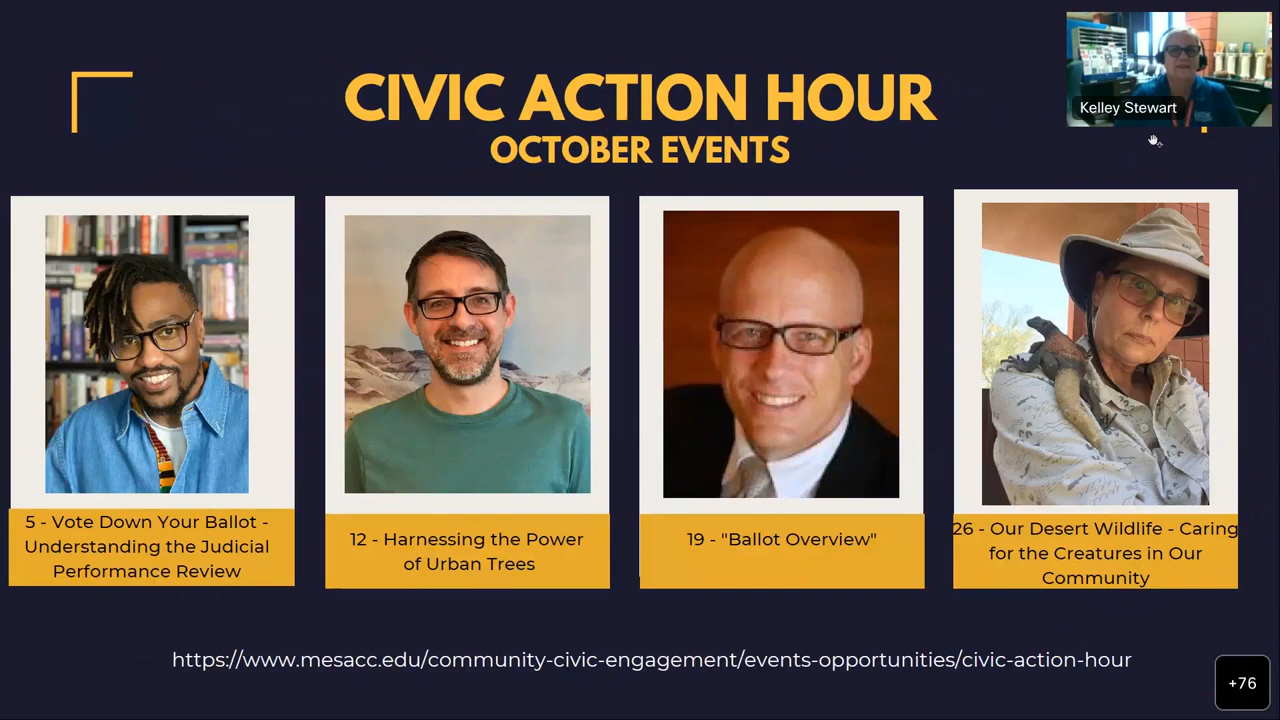 CIVIC ACTION HOUR
OCTOBER EVENTS
Kelley Stewart
5 - Vote Down Your Ballot -
Understanding the Judicial
Performance Review
12 - Harnessing the Power
of Urban Trees
19 - "Ballot Overview"
26 - Our Desert Wildlife - Caring
for the Creatures in Our
Community
https://www.mesacc.edu/community-civic-engagement/events-opportunities/civic-action-hour
+76